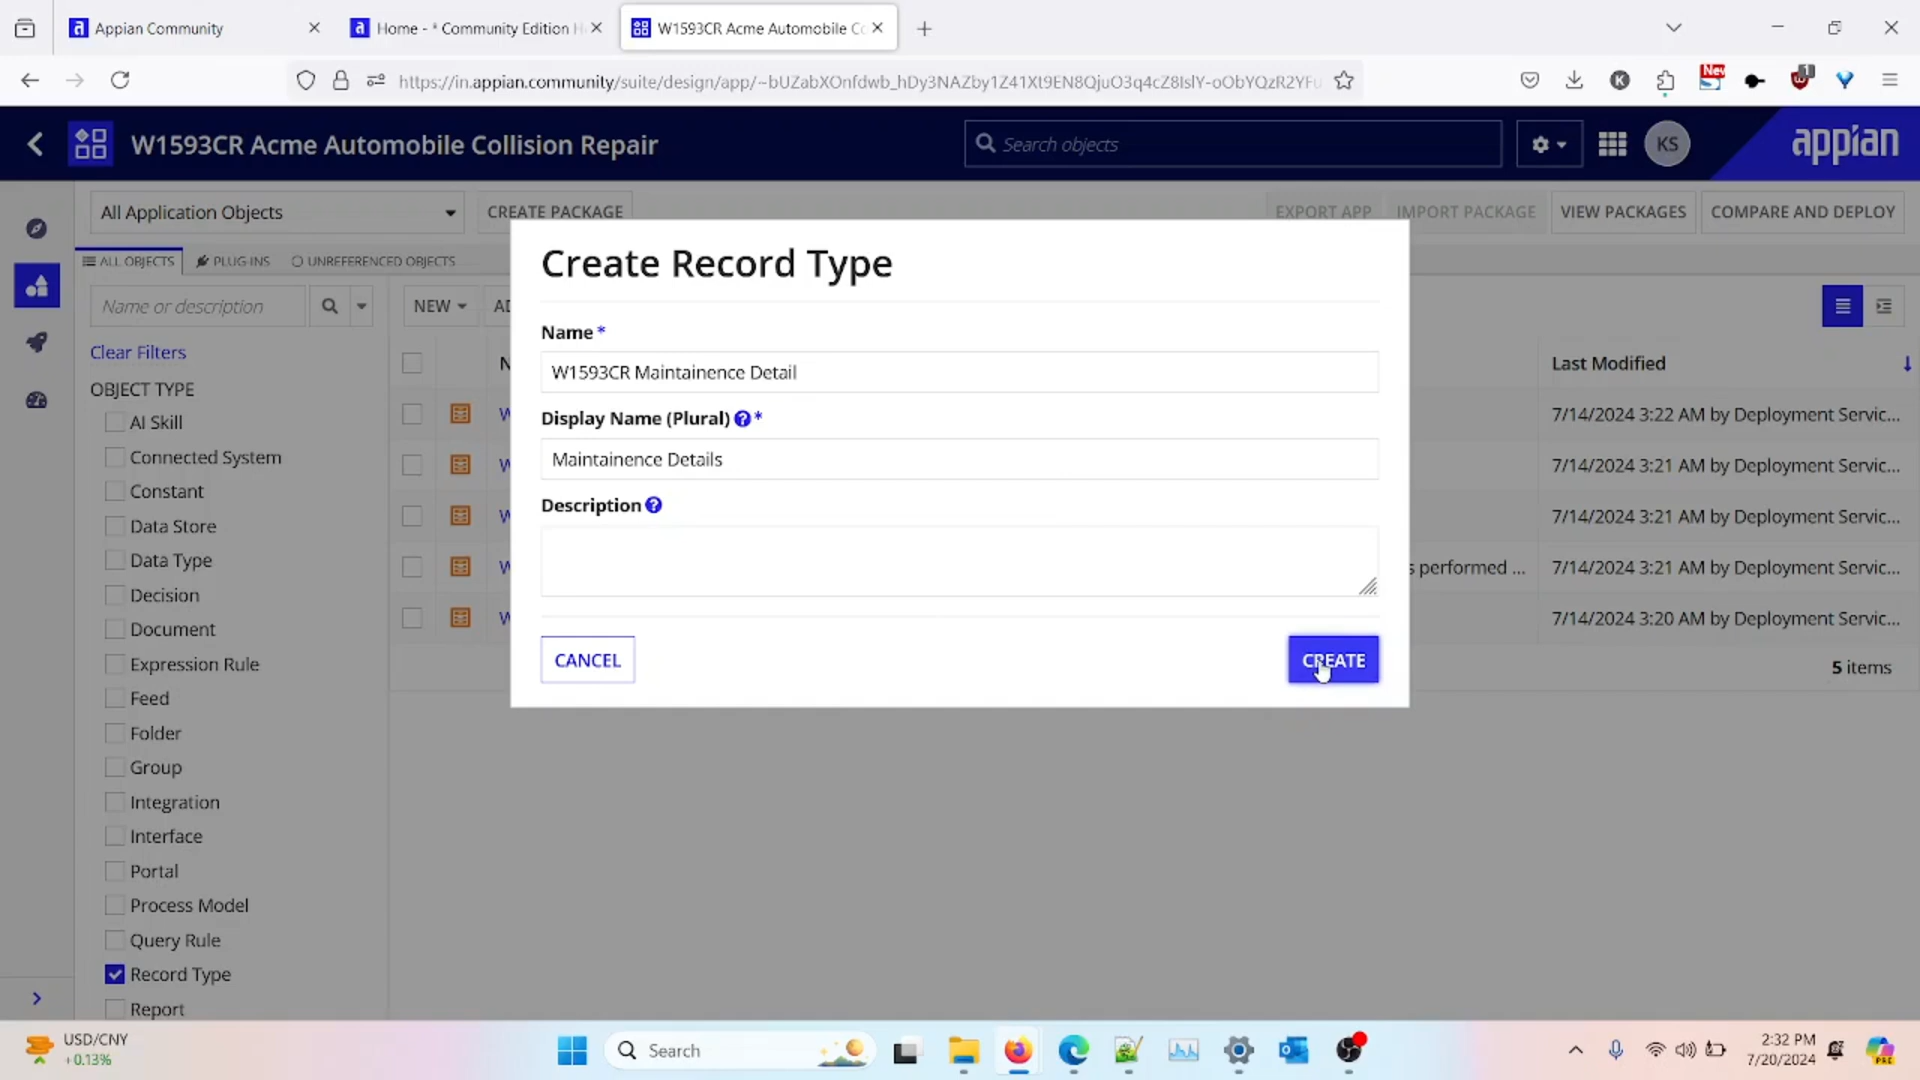 Appian Community
Home - * Community Edition H
W1593CR Acme Automobile Co
https://in.appian.community/suite/design/app/~bUZabXOnfdwb_hDy3NAZby1Z41Xt9EN8QjuO3q4cZ8IslY-oObYQzR2YFu
New
1
W1593CR Acme Automobile Collision Repair
Search objects
KS
appian
All Application Objects
CREATE PACKAGE
EXPORT APP
IMPORT PACKAGE
VIEW PACKAGES
COMPARE AND DEPLOY
ALL OBJECTS
PLUG-INS
UNREFERENCED OBJECTS
Name or description
NEW
AD
Clear Filters
OBJECT TYPE
AI Skill
Connected System
Constant
Data Store
Data Type
Decision
Document
Expression Rule
Feed
Folder
Group
Integration
Interface
Portal
Process Model
Query Rule
Record Type
Report
N
Last Modified
W
7/14/2024 3:22 AM by Deployment Servic...
W
7/14/2024 3:21 AM by Deployment Servic...
W
7/14/2024 3:21 AM by Deployment Servic...
W
s performed ...
7/14/2024 3:21 AM by Deployment Servic...
W
7/14/2024 3:20 AM by Deployment Servic...
5 items
Create Record Type
Name *
W1593CR Maintainence Detail
Display Name (Plural) ? *
Maintainence Details
Description ?
CANCEL
CREATE
USD/CNY
+0.13%
Search
2:32 PM
7/20/2024
PRE